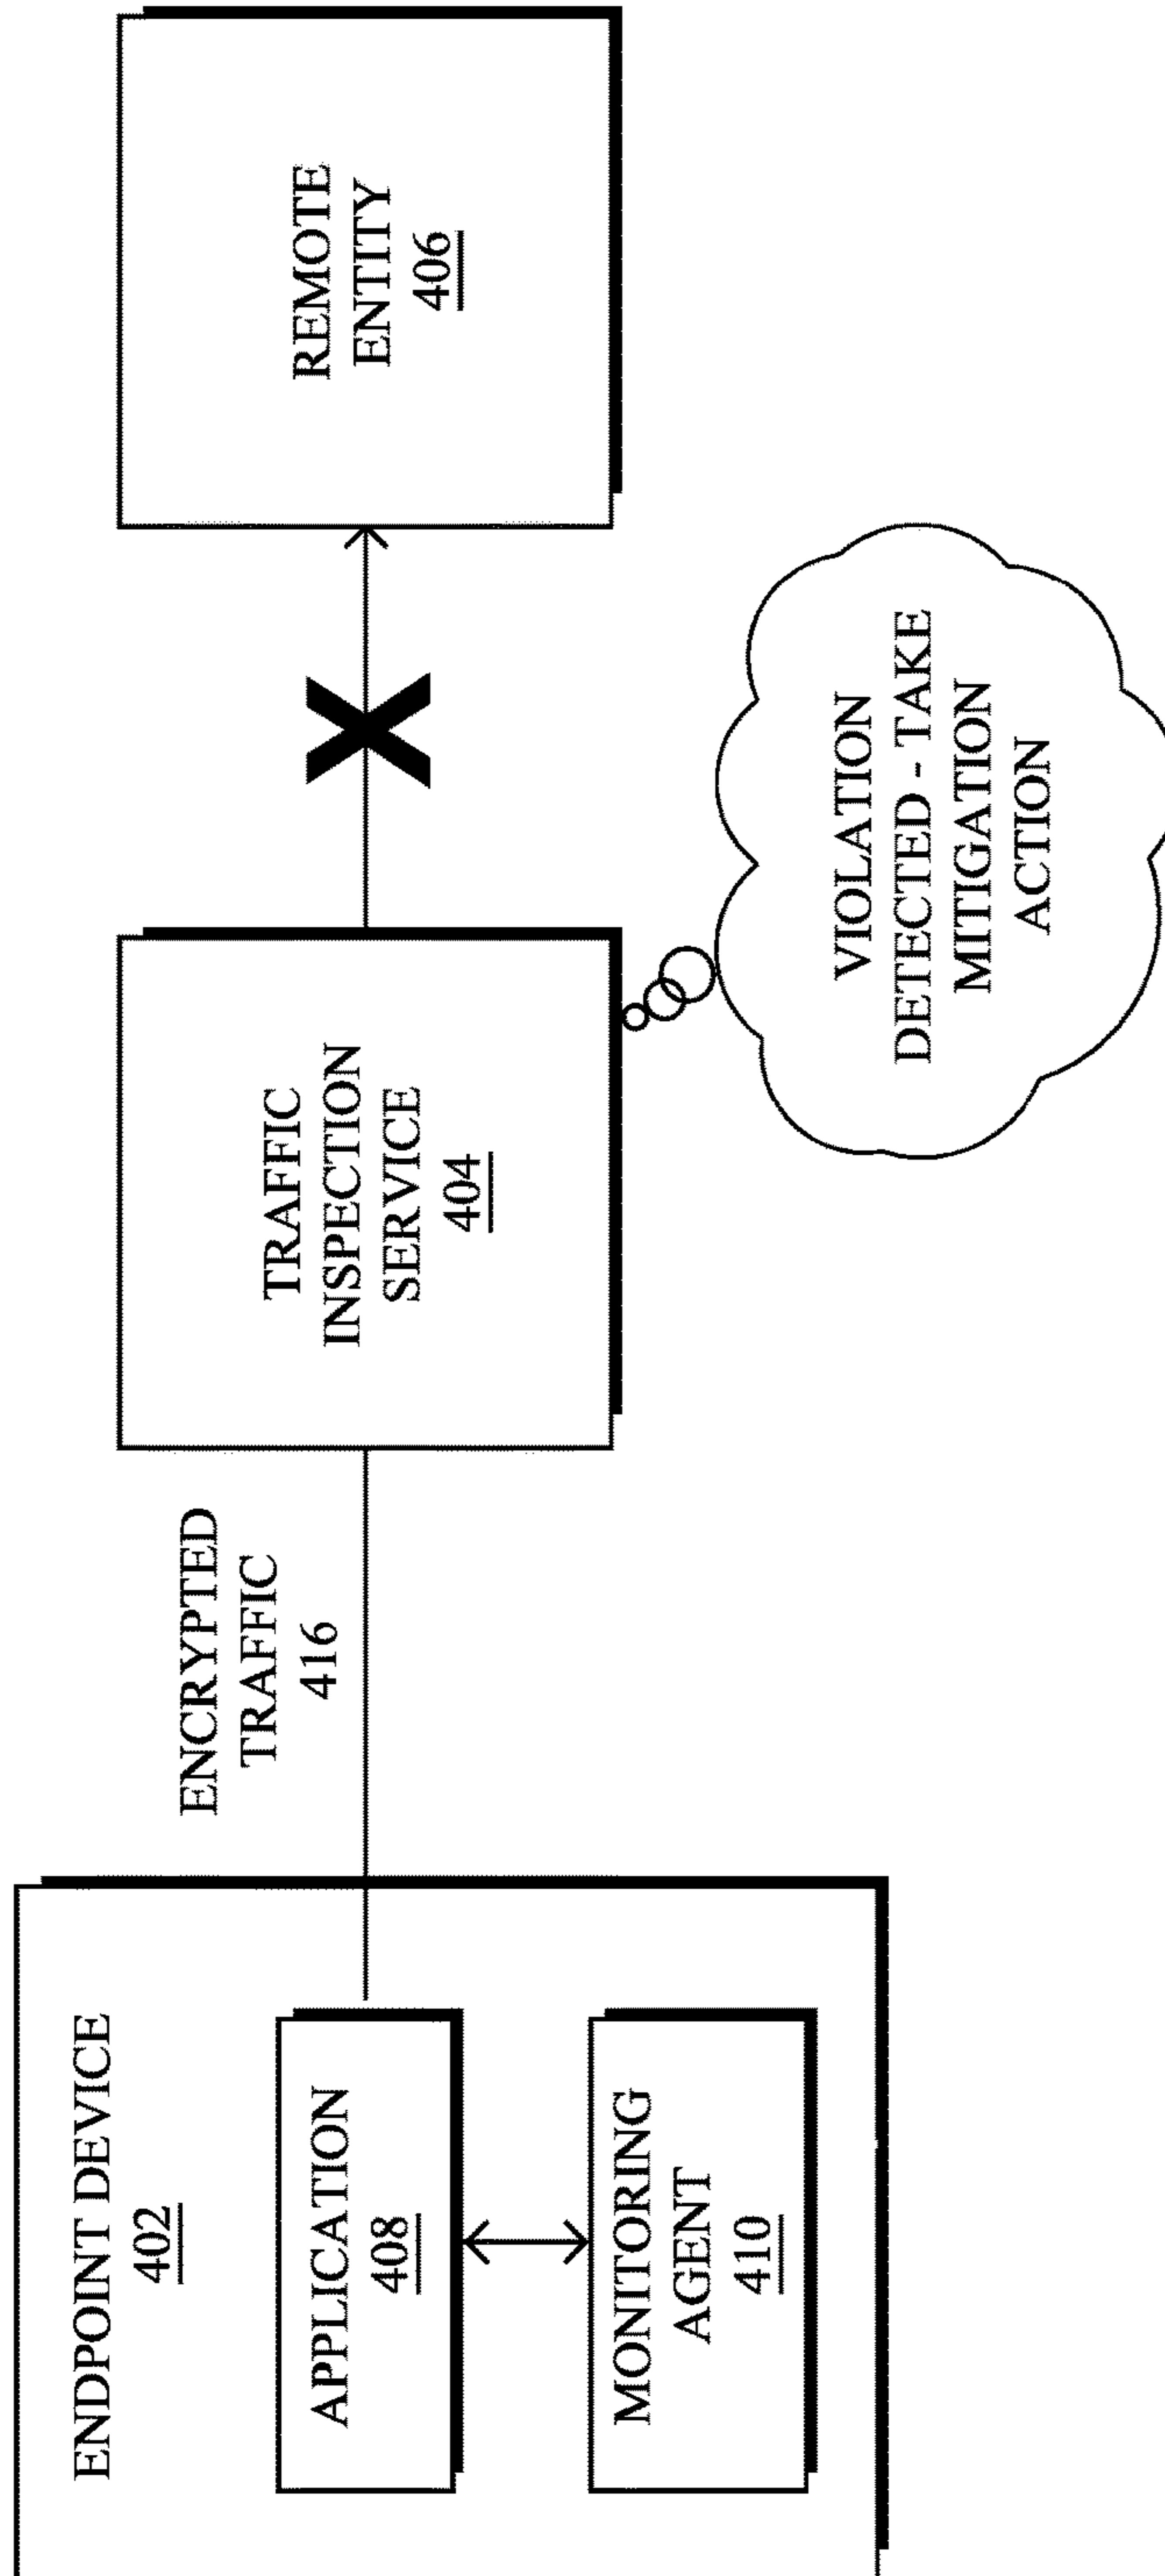 ENDPOINT DEVICE
402
APPLICATION
408
MONITORING
AGENT
410
ENCRYPTED
TRAFFIC
416
TRAFFIC
INSPECTION
SERVICE
404
VIOLATION
DETECTED - TAKE
MITIGATION
ACTION
REMOTE
ENTITY
406